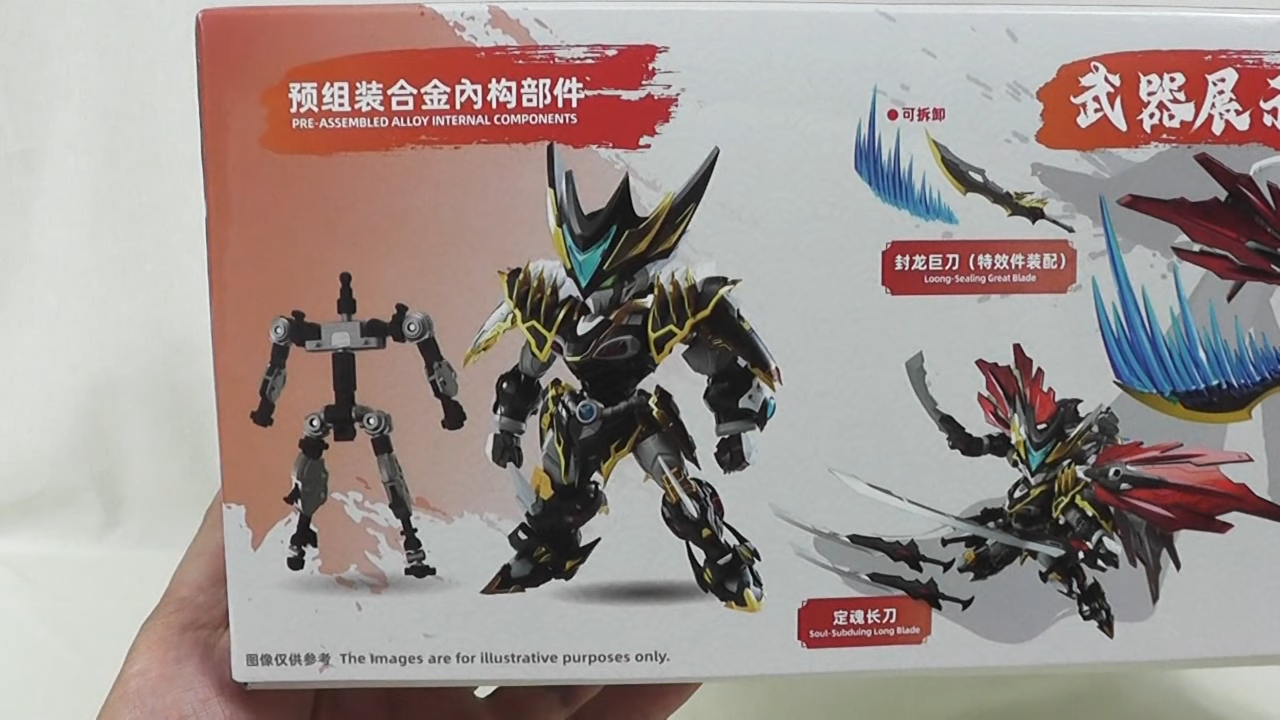 预组装合金内构部件
PRE-ASSEMBLED ALLOY INTERNAL COMPONENTS
可拆卸
武器展示
封龙巨刀（特效件装配）
Loong-Sealing Great Blade
定魂长刀
Soul-Subduing Long Blade
图像仅供参考 The Images are for illustrative purposes only.